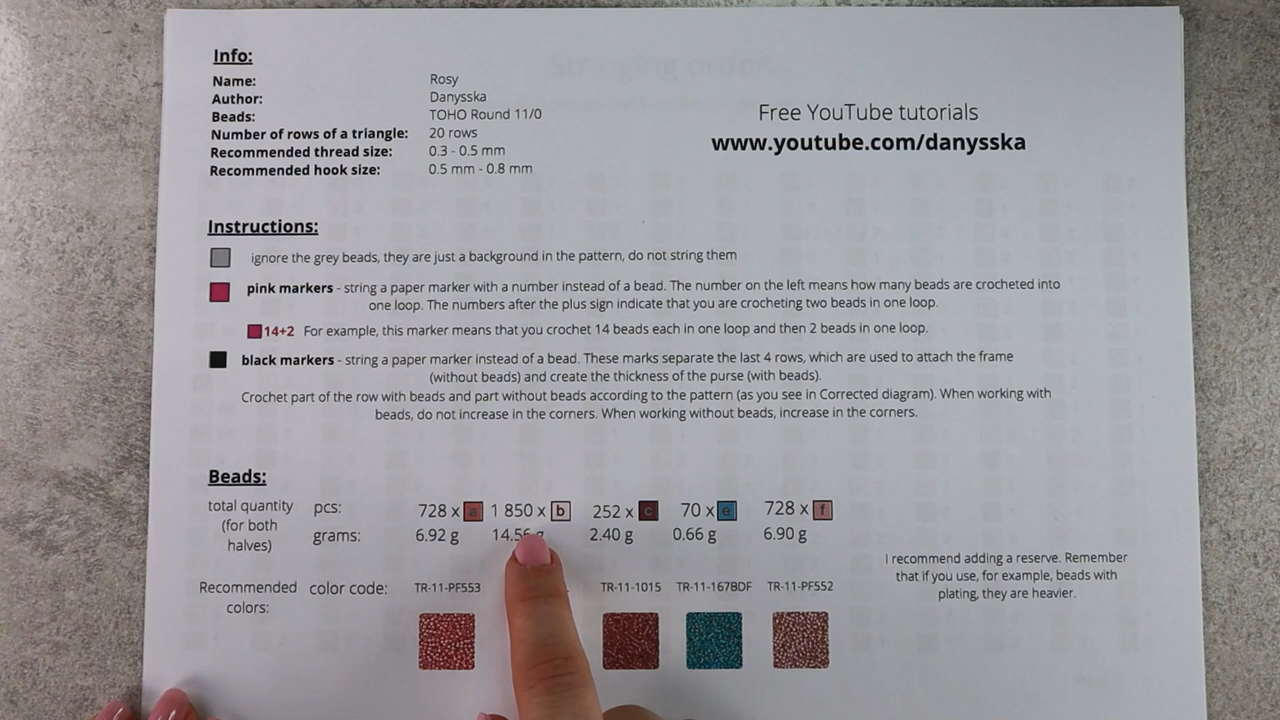 Info:
Name: Rosy
Author: Danysska
Beads: TOHO Round 11/0
Number of rows of a triangle: 20 rows
Recommended thread size: 0.3 - 0.5 mm
Recommended hook size: 0.5 mm - 0.8 mm
Free YouTube tutorials
www.youtube.com/danysska
Instructions:
ignore the grey beads, they are just a background in the pattern, do not string them
pink markers - string a paper marker with a number instead of a bead. The number on the left means how many beads are crocheted into
one loop. The numbers after the plus sign indicate that you are crocheting two beads in one loop.
14+2 For example, this marker means that you crochet 14 beads each in one loop and then 2 beads in one loop.
black markers - string a paper marker instead of a bead. These marks separate the last 4 rows, which are used to attach the frame
(without beads) and create the thickness of the purse (with beads).
Crochet part of the row with beads and part without beads according to the pattern (as you see in Corrected diagram). When working with
beads, do not increase in the corners. When working without beads, increase in the corners.
Beads:
total quantity
(for both
halves)
pcs: 728 x a 1 850 x b 252 x c 70 x e 728 x f
grams: 6.92 g 14.56 g 2.40 g 0.66 g 6.90 g
I recommend adding a reserve. Remember
that if you use, for example, beads with
plating, they are heavier.
Recommended
colors:
color code: TR-11-PF553 TR-11-1015 TR-11-167BDF TR-11-PF552